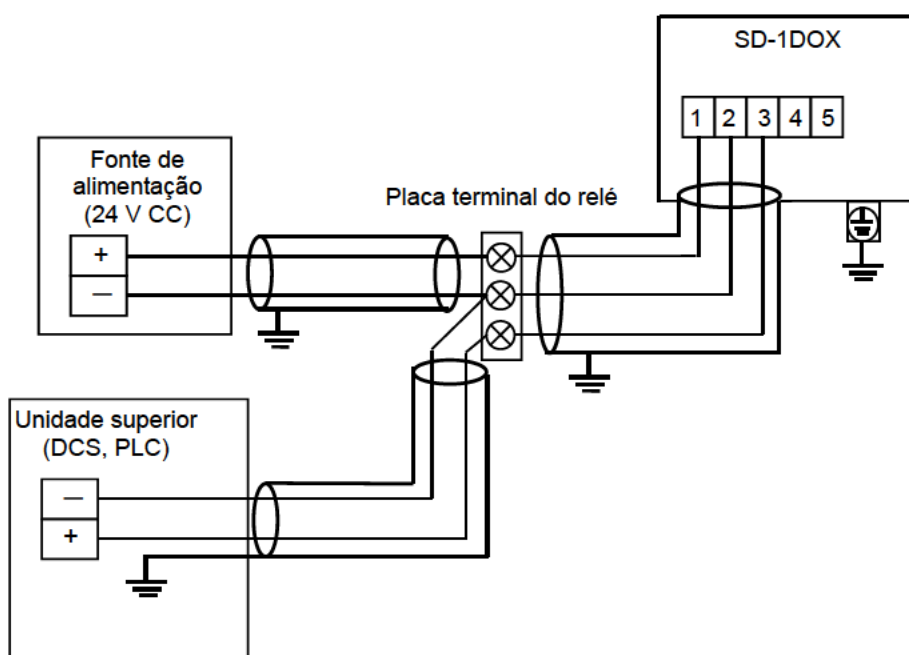 SD-1DOX
1 2 3 4 5
Fonte de
alimentação
(24 V CC)
+
—
Placa terminal do relé
Unidade superior
(DCS, PLC)
—
+